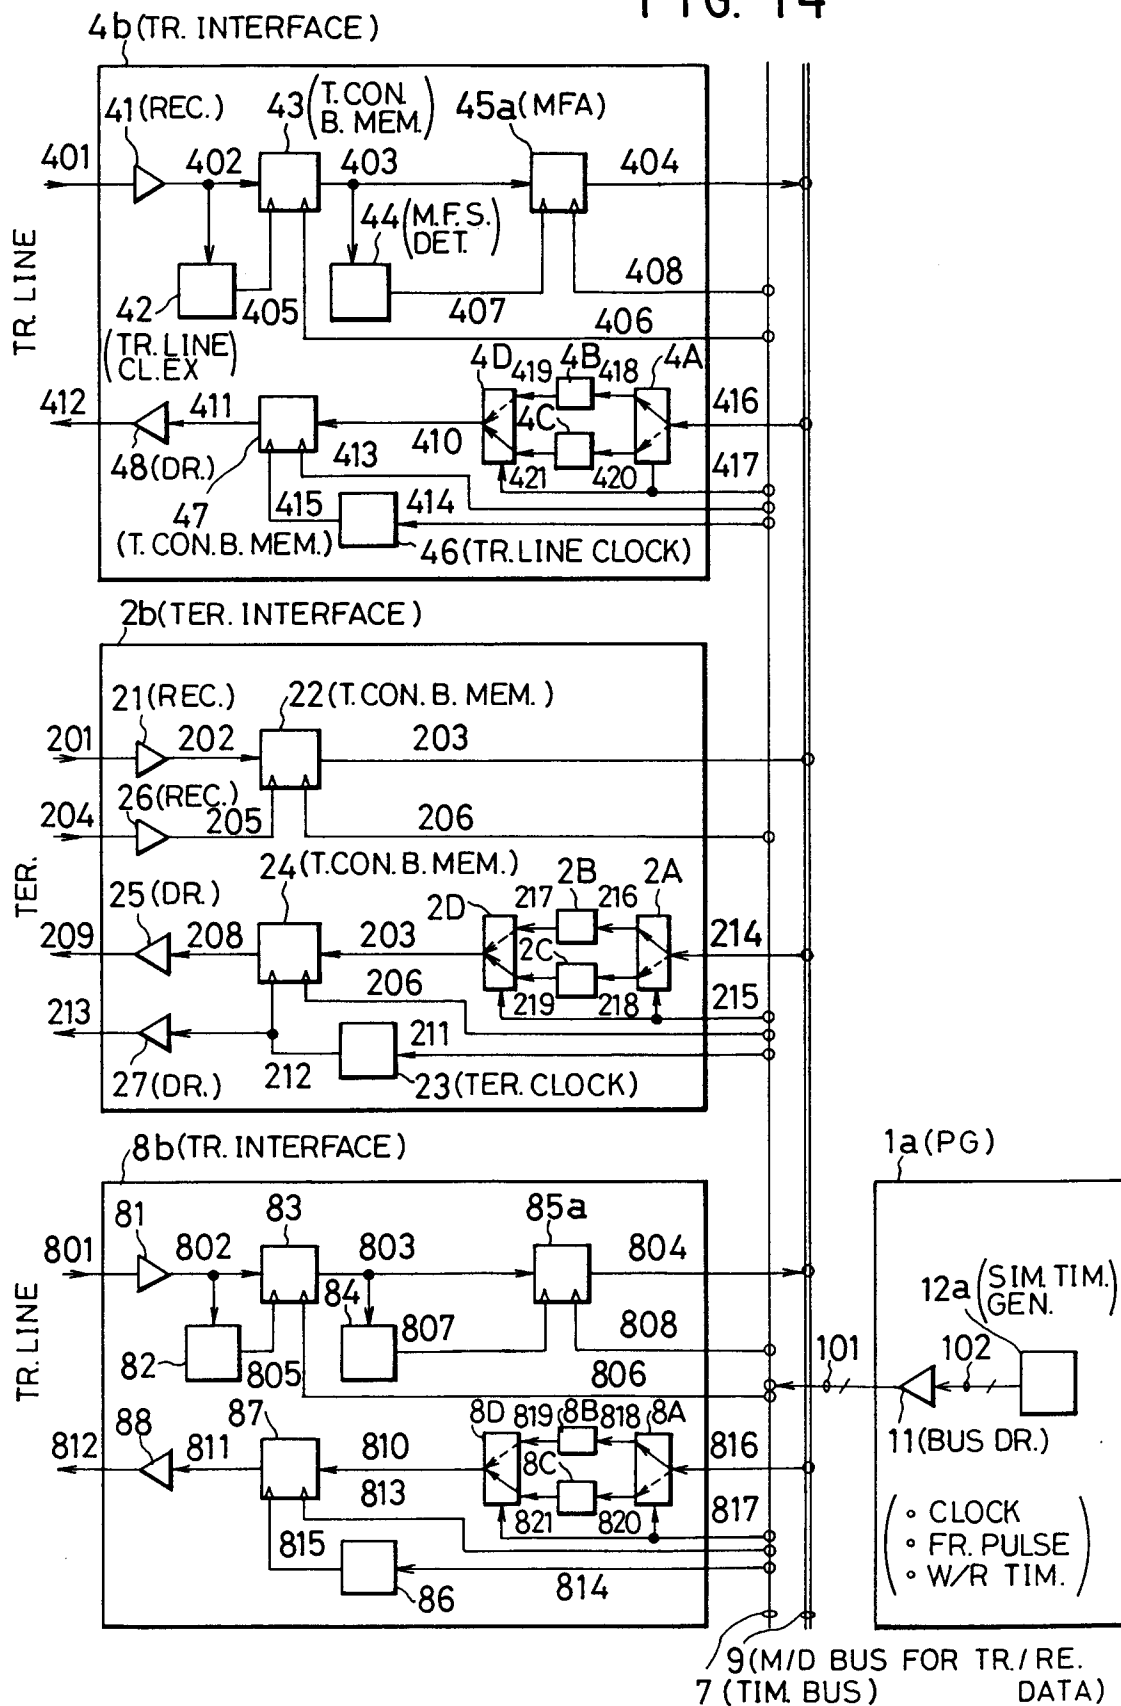 FIG. 14
4b(TR. INTERFACE)
41(REC.)
43(T.CON. B. MEM.)
45a(MFA)
401
402
403
404
TR. LINE
44(M.F.S. DET.)
408
42
405
407
406
(TR.LINE CL.EX)
4D
419
4B
418
4A
412
411
410
4C
416
48(DR.)
413
421
420
417
47
415
414
(T. CON.B. MEM.)
46(TR.LINE CLOCK)
2b(TER. INTERFACE)
21(REC.)
22(T.CON. B. MEM.)
201
202
203
26(REC.)
204
205
206
TER.
24(T.CON.B.MEM.)
25(DR.)
2D
217
2B
216
2A
209
208
203
2C
214
206
219
218
215
213
211
27(DR.)
212
23(TER. CLOCK)
8b(TR. INTERFACE)
1a(PG)
81
83
85a
801
802
803
804
TR. LINE
84
12a(SIM. TIM. GEN.)
807
808
82
805
806
101
102
88
87
8D
819
8B
818
8A
11(BUS DR.)
812
811
810
8C
816
813
821
820
817
815
814
86
∘ CLOCK
∘ FR. PULSE
∘ W/R TIM.
9(M/D BUS FOR TR./RE. DATA)
7(TIM. BUS)